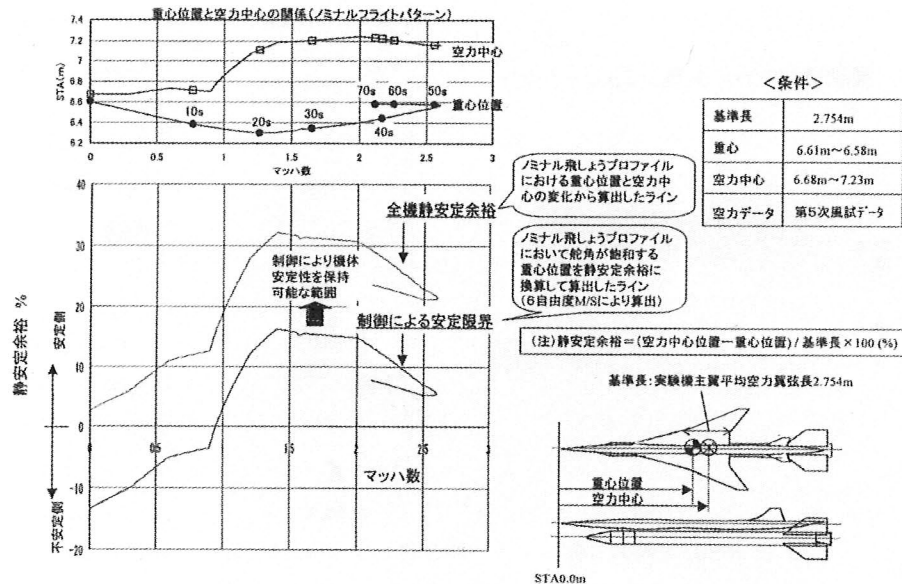 重心位置と空力中心の関係(ノミナルフライトパターン)
7.4
7.2
7.0
6.8
6.6
6.4
6.2
STA(m)
空力中心
重心位置
10s
20s
30s
40s
70s
60s
50s
0
0.5
1
1.5
2
2.5
3
マッハ数
40
30
20
10
0
-10
-20
静安定余裕 %
安定側
不安定側
0
0.5
1
1.5
2
2.5
3
マッハ数
全機静安定余裕
制御により機体
安定性を保持
可能な範囲
制御による安定限界
ノミナル飛しょうプロファイル
における重心位置と空力中
心の変化から算出したライン
ノミナル飛しょうプロファイル
において舵角が飽和する
重心位置を静安定余裕に
換算して算出したライン
(6自由度M/Sにより算出)
<条件>
基準長 2.754m
重心 6.61m~6.58m
空力中心 6.68m~7.23m
空力データ 第5次風試データ
(注)静安定余裕=(空力中心位置-重心位置)/基準長×100(%)
基準長:実験機主翼平均空力翼弦長2.754m
重心位置
空力中心
STA0.0m